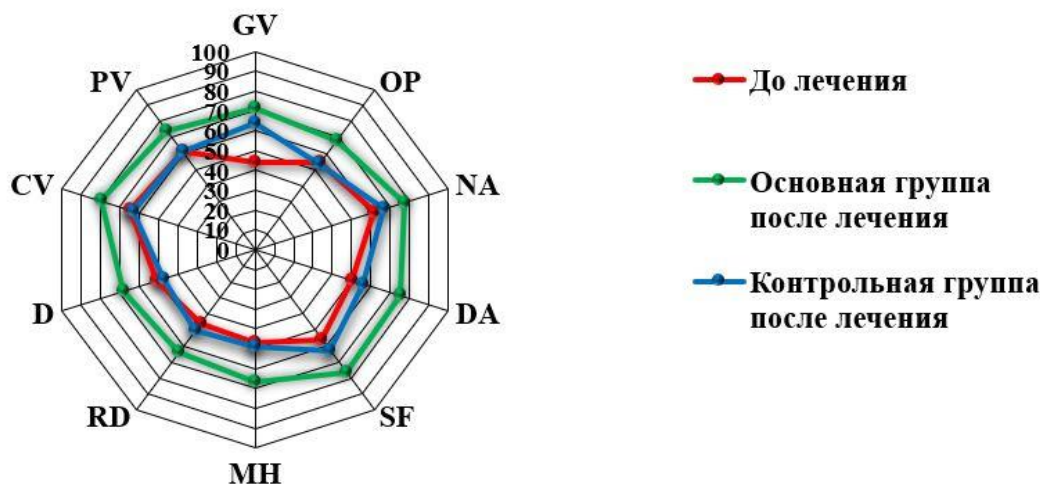 GV
100
90
80
70
60
50
40
30
20
10
0
OP
NA
DA
SF
MH
RD
D
CV
PV
До лечения
Основная группа
после лечения
Контрольная группа
после лечения